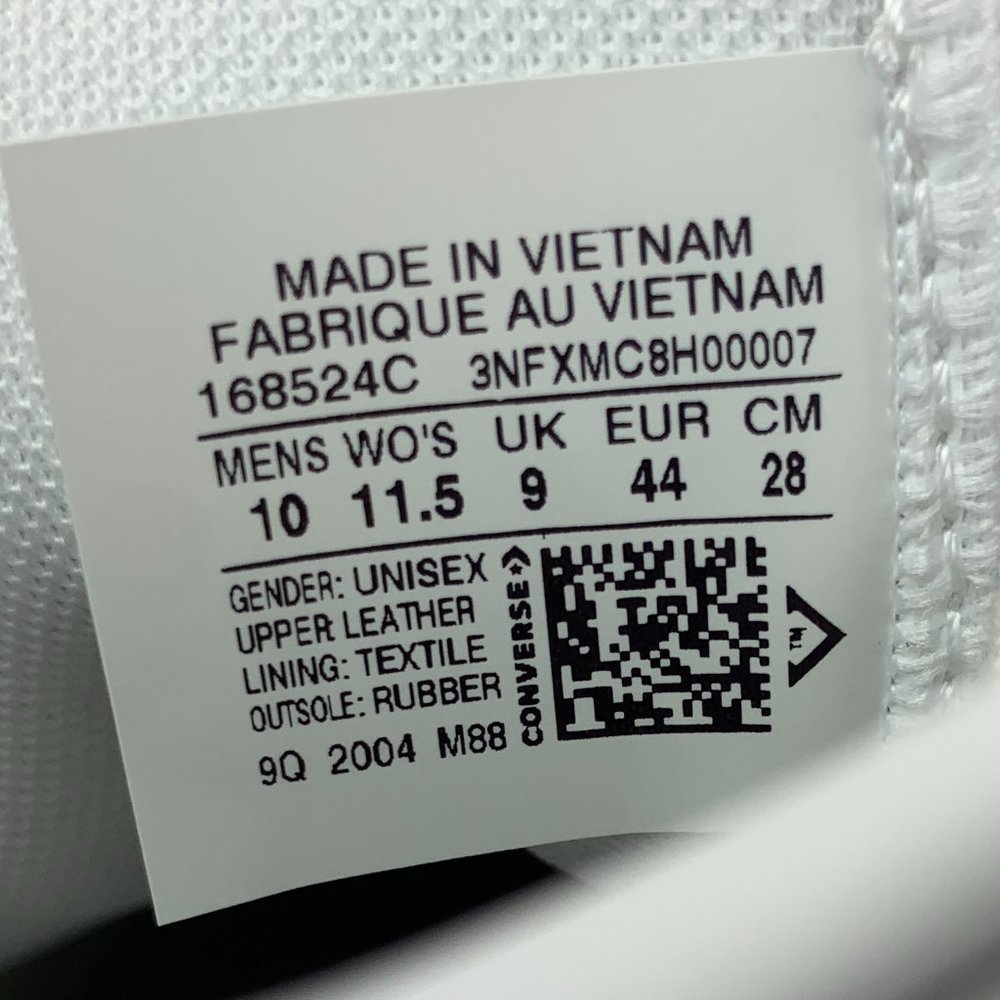 MADE IN VIETNAM
FABRIQUE AU VIETNAM
168524C 3NFXMC8H00007
MENS WO'S UK EUR CM
10 11.5 9 44 28
GENDER: UNISEX
UPPER LEATHER
LINING: TEXTILE
OUTSOLE: RUBBER
9Q 2004 M88
CONVERSE
TM